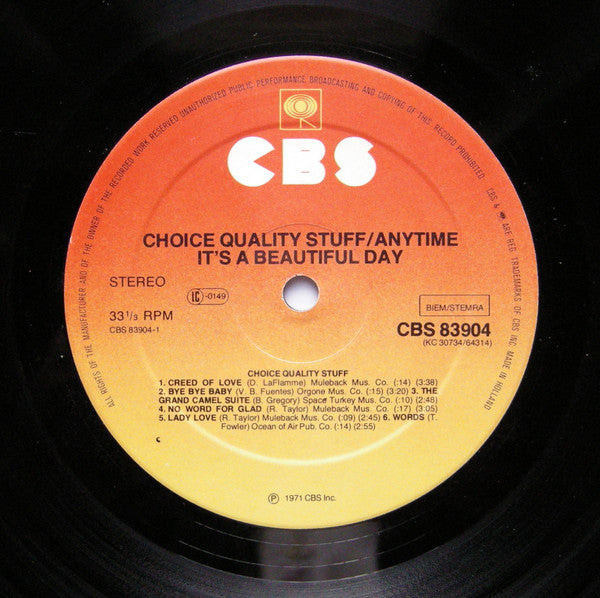 ALL RIGHTS OF THE MANUFACTURER AND OF THE OWNER OF THE RECORDED WORK RESERVED UNAUTHORIZED PUBLIC PERFORMANCE BROADCASTING AND COPYING OF THIS RECORD PROHIBITED
CBS & ARE REG. TRADEMARKS OF CBS INC. MADE IN HOLLAND
CBS
CHOICE QUALITY STUFF/ANYTIME
IT'S A BEAUTIFUL DAY
STEREO
LC-0149
BIEM/STEMRA
33 1/3 RPM
CBS 83904-1
CBS 83904
(KC 30734/64314)
CHOICE QUALITY STUFF
1. CREED OF LOVE (D. LaFlamme) Muleback Mus. Co. (:14) (3:38)
2. BYE BYE BABY (V. B. Fuentes) Orgone Mus. Co. (:15) (3:20) 3. THE
GRAND CAMEL SUITE (B. Gregory) Space Turkey Mus. Co. (:10) (2:48)
4. NO WORD FOR GLAD (R. Taylor) Muleback Mus. Co. (:17) (3:05)
5. LADY LOVE (R. Taylor) Muleback Mus. Co. (:09) (2:45) 6. WORDS (T.
Fowler) Ocean of Air Pub. Co. (:14) (2:55)
℗ 1971 CBS Inc.